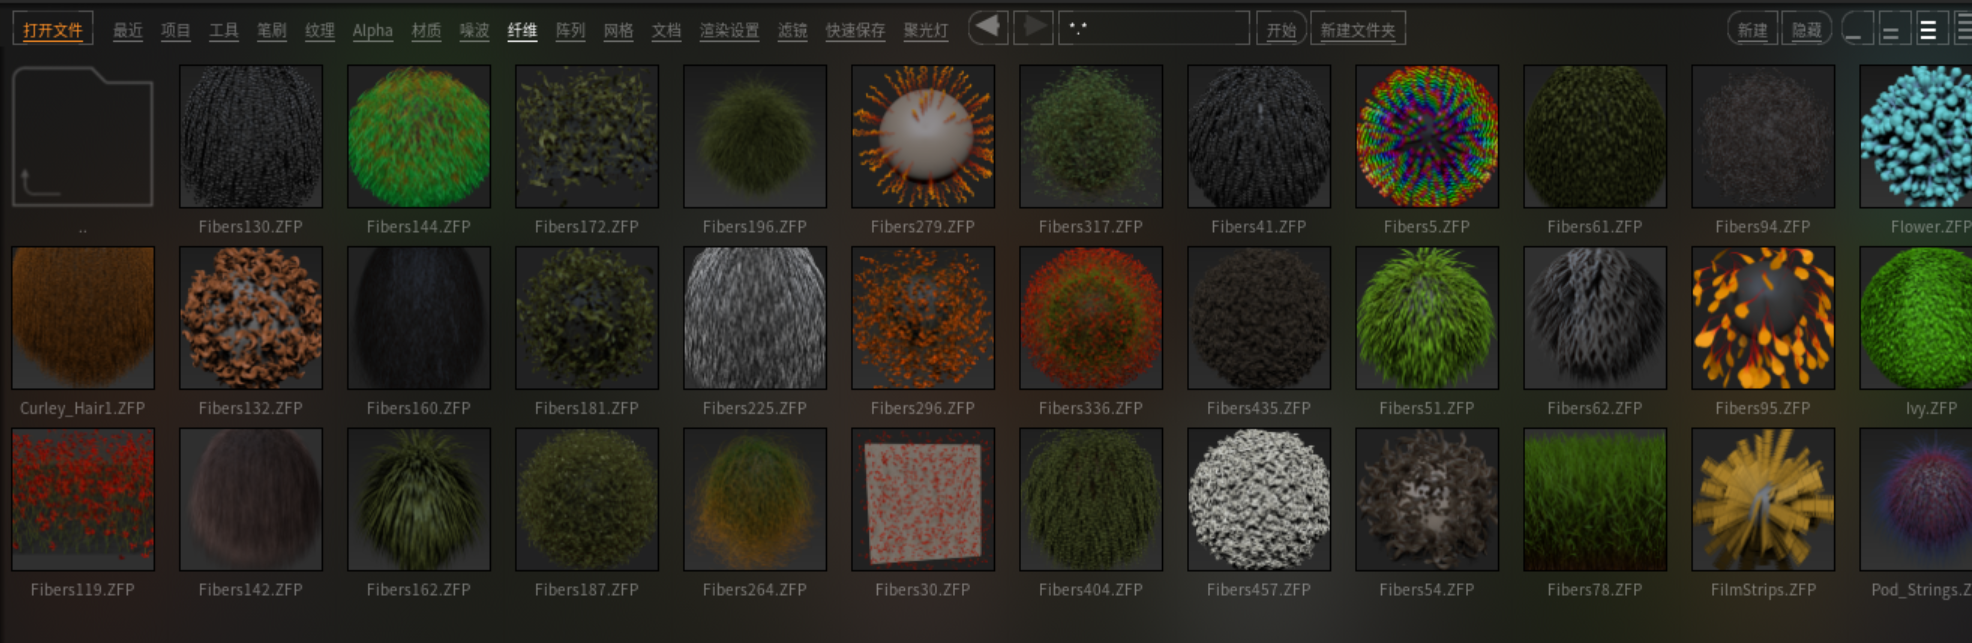 打开文件 最近 项目 工具 笔刷 纹理 Alpha 材质 噪波 纤维 阵列 网格 文档 渲染设置 滤镜 快速保存 聚光灯 *.* 开始 新建文件夹 新建 隐藏
.. Fibers130.ZFP Fibers144.ZFP Fibers172.ZFP Fibers196.ZFP Fibers279.ZFP Fibers317.ZFP Fibers41.ZFP Fibers5.ZFP Fibers61.ZFP Fibers94.ZFP Flower.ZFP
Curley_Hair1.ZFP Fibers132.ZFP Fibers160.ZFP Fibers181.ZFP Fibers225.ZFP Fibers296.ZFP Fibers336.ZFP Fibers435.ZFP Fibers51.ZFP Fibers62.ZFP Fibers95.ZFP Ivy.ZFP
Fibers119.ZFP Fibers142.ZFP Fibers162.ZFP Fibers187.ZFP Fibers264.ZFP Fibers30.ZFP Fibers404.ZFP Fibers457.ZFP Fibers54.ZFP Fibers78.ZFP FilmStrips.ZFP Pod_Strings.Z